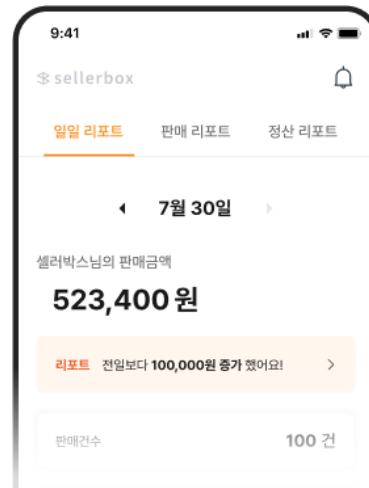 9:41
sellerbox
일일 리포트 판매 리포트 정산 리포트
7월 30일
셀러박스님의 판매금액
523,400원
리포트 전일보다 100,000원 증가 했어요!
판매건수 100 건